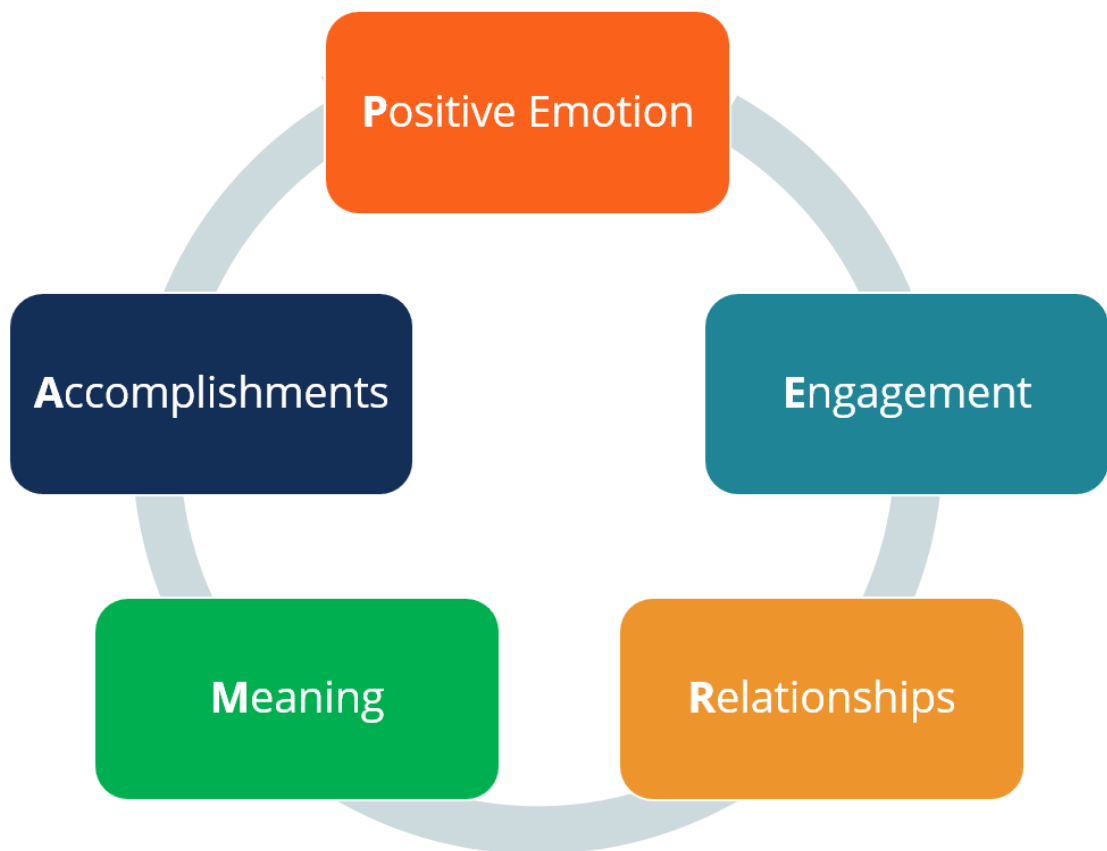 Positive Emotion
Accomplishments
Engagement
Meaning
Relationships